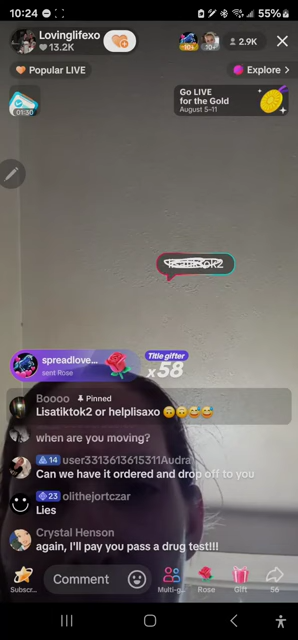 10:24
55%
Lovinglifexo
13.2K
10+
10+
2.9K
Popular LIVE
Explore >
01:30
Go LIVE
for the Gold
August 5-11
spreadlove...
sent Rose
Title gifter
x58
Boooo Pinned
Lisatiktok2 or helplisaxo 🙃🙃😅😅
when are you moving?
14 user3313613615311Audra
Can we have it ordered and drop off to you
23 olithejortczar
Lies
Crystal Henson
again, I'll pay you pass a drug test!!!
Comment
Subscr...
Multi-g...
Rose
Gift
56